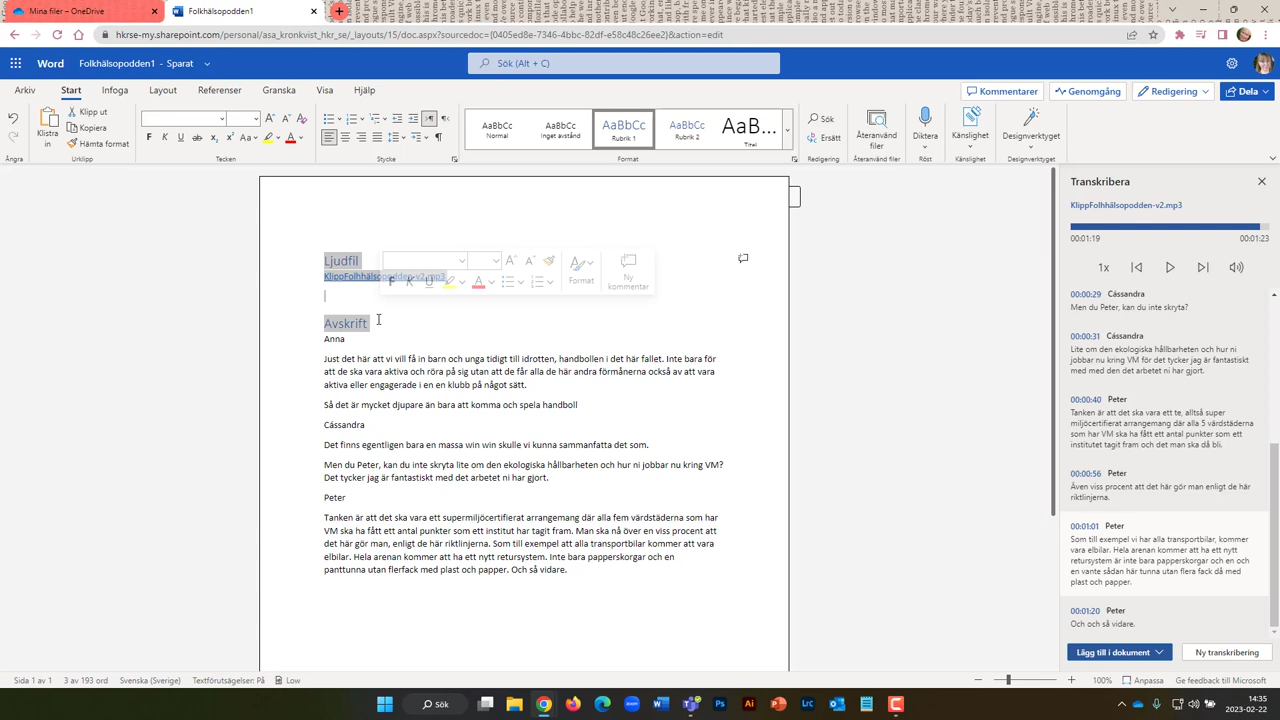 Mina filer – OneDrive
Folkhälsopodden1
hkrse-my.sharepoint.com/personal/asa_kronkvist_hkr_se/_layouts/15/doc.aspx?sourcedoc={0405ed8e-7346-4bbc-82df-e58c48c26ee2}&action=edit
Word
Folkhälsopodden1 - Sparat
Sök (Alt + C)
Arkiv
Start
Infoga
Layout
Referenser
Granska
Visa
Hjälp
Kommentarer
Genomgång
Redigering
Dela
Klistra in
Klipp ut
Kopiera
Hämta format
AaBbCc
Normal
AaBbCc
Inget avstånd
AaBbCc
Rubrik 1
AaBbCc
Rubrik 2
AaB...
Titel
Sök
Ersätt
Återanvänd filer
Diktera
Känslighet
Designverktyg
Ångra
Urklipp
Tecken
Stycke
Format
Redigering
Återanvänd filer
Röst
Känslighet
Designverktyg
Ljudfil
KlippFolhhälsopodden-v2.mp3
Format
Ny kommentar
Avskrift
Anna
Just det här att vi vill få in barn och unga tidigt till idrotten, handbollen i det här fallet. Inte bara för
att de ska vara aktiva och röra på sig utan att de får alla de här andra förmånerna också av att vara
aktiva eller engagerade i en en klubb på något sätt.
Så det är mycket djupare än bara att komma och spela handboll
Cássandra
Det finns egentligen bara en massa win win skulle vi kunna sammanfatta det som.
Men du Peter, kan du inte skryta lite om den ekologiska hållbarheten och hur ni jobbar nu kring VM?
Det tycker jag är fantastiskt med det arbetet ni har gjort.
Peter
Tanken är att det ska vara ett supermiljöcertifierat arrangemang där alla fem värdstäderna som har
VM ska ha fått ett antal punkter som ett institut har tagit fram. Man ska nå över en viss procent att
det här gör man, enligt de här riktlinjerna. Som till exempel att alla transportbilar kommer att vara
elbilar. Hela arenan kommer att ha ett nytt retursystem. Inte bara papperskorgar och en
panttunna utan flerfack med plast och papper. Och så vidare.
Transkribera
KlippFolhhälsopodden-v2.mp3
00:01:19
00:01:23
1x
00:00:29 Cássandra
Men du Peter, kan du inte skryta?
00:00:31 Cássandra
Lite om den ekologiska hållbarheten och hur ni
jobbar nu kring VM för det tycker jag är fantastiskt
med med den arbetet ni har gjort.
00:00:40 Peter
Tanken är att det ska vara ett te, alltså super
miljöcertifierat arrangemang där alla 5 värdstäderna
som har VM ska ha fått ett antal punkter som ett
institutet tagit fram och det man ska då bli.
00:00:56 Peter
Även viss procent att det här gör man enligt de här
riktlinjerna.
00:01:01 Peter
Som till exempel vi har alla transportbilar, kommer
vara elbilar. Hela arenan kommer ha ett nytt
retursystem är inte bara papperskorgar och en och
en vante sådan här tunna utan flera fack då med
plast och papper.
00:01:20 Peter
Och och så vidare.
Lägg till i dokument
Ny transkribering
Sida 1 av 1
3 av 193 ord
Svenska (Sverige)
Textförutsägelser: På
Low
100%
Anpassa
Ge feedback till Microsoft
Sök
14:35
2023-02-22